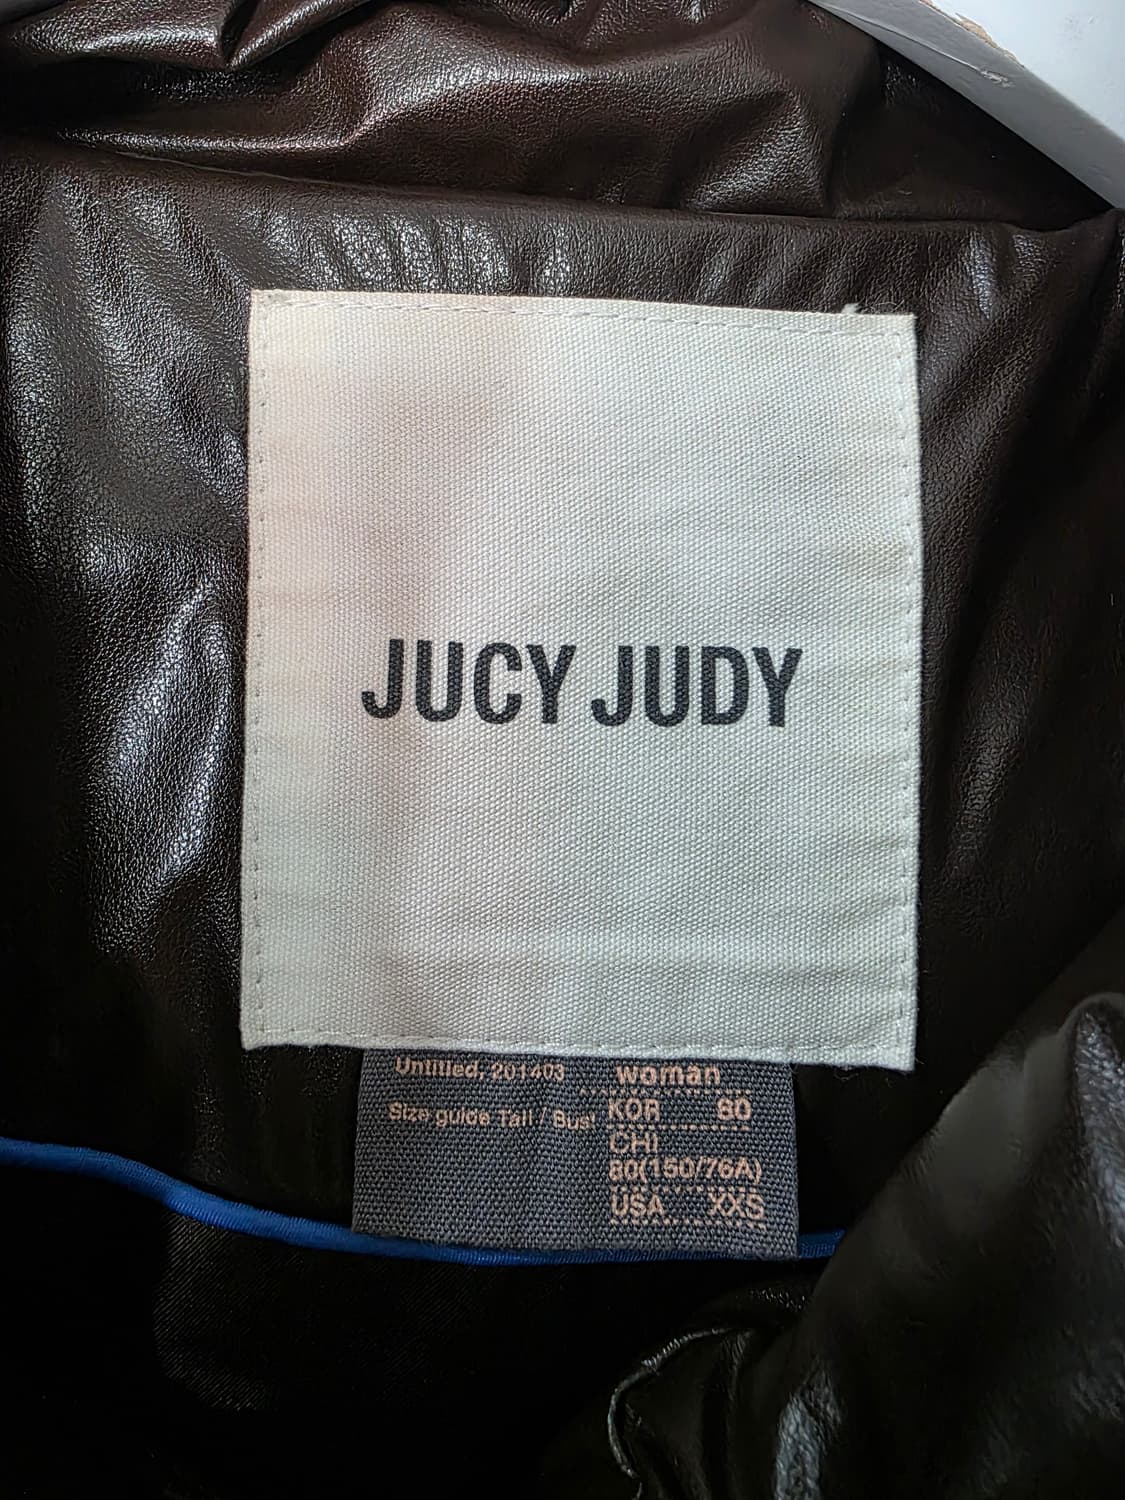 JUCY JUDY
Untitled, 201403 woman
Size guide Tall / Bust KOR 80
CHI
80(150/76A)
USA XXS